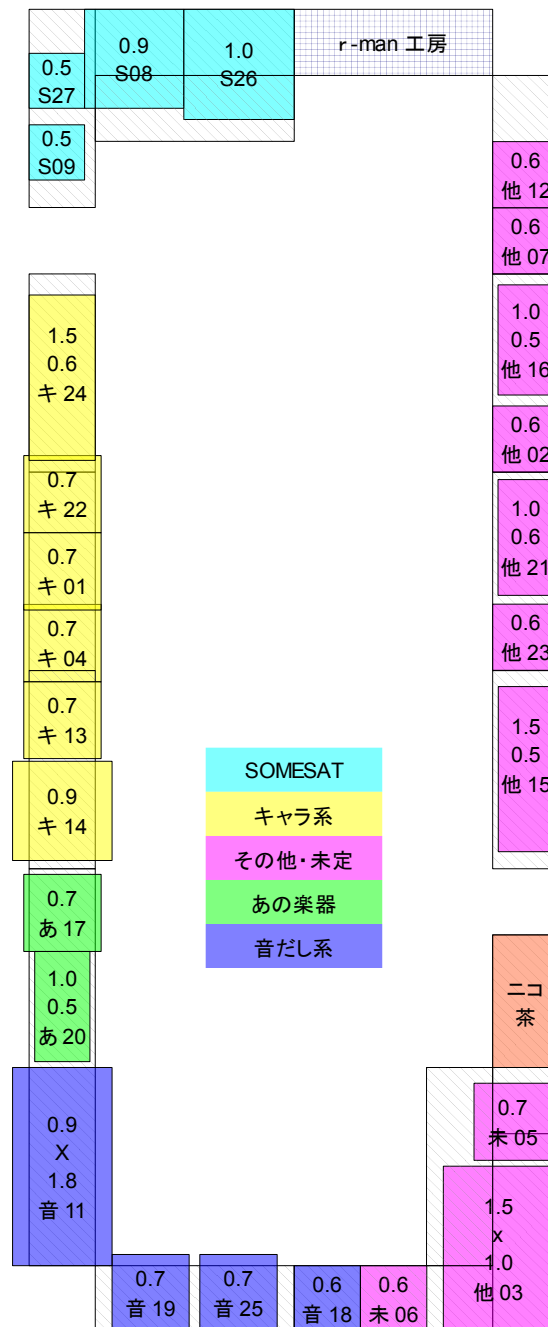 0.9
S08
1.0
S26
r-man 工房
0.5
S27
0.5
S09
0.6
他 12
0.6
他 07
1.0
0.5
他 16
0.6
他 02
1.0
0.6
他 21
0.6
他 23
1.5
0.5
他 15
1.5
0.6
キ 24
0.7
キ 22
0.7
キ 01
0.7
キ 04
0.7
キ 13
0.9
キ 14
SOMESAT
キャラ系
その他・未定
あの楽器
音だし系
0.7
あ 17
1.0
0.5
あ 20
ニコ
茶
0.9
X
1.8
音 11
0.7
未 05
1.5
x
1.0
他 03
0.7
音 19
0.7
音 25
0.6
音 18
0.6
未 06